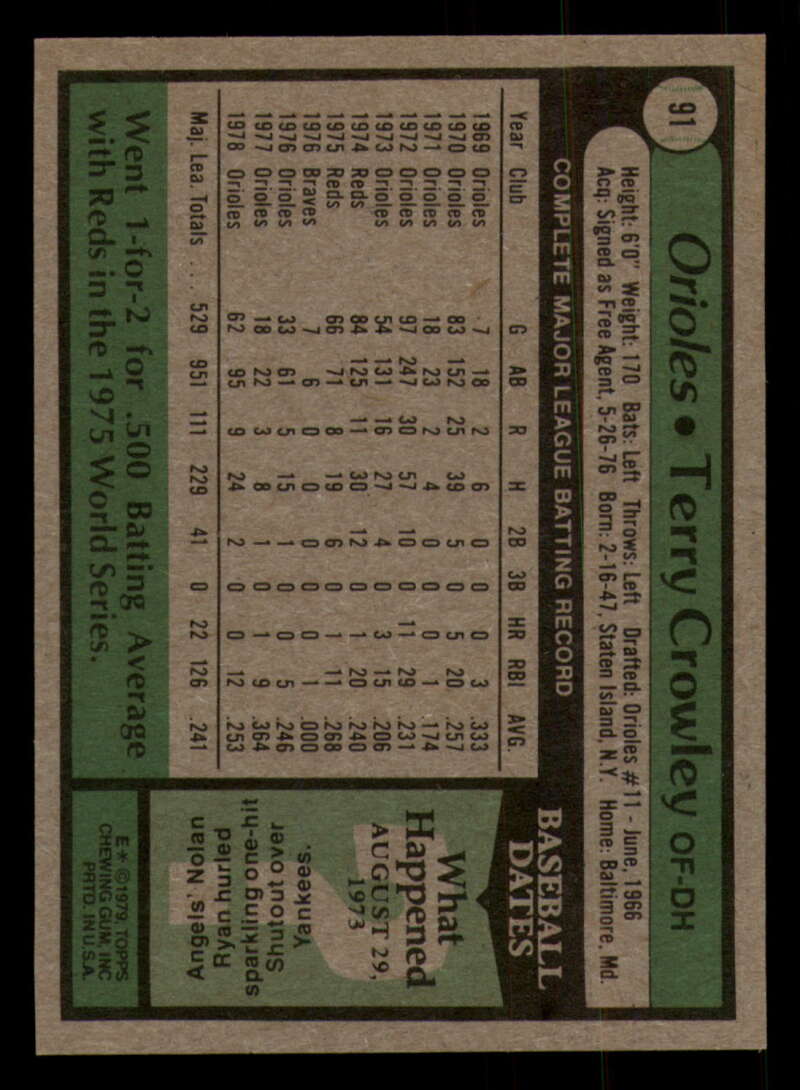 91
Orioles • Terry Crowley OF-DH
Height: 6'0" Weight: 170 Bats: Left Throws: Left Drafted: Orioles #11 - June, 1966
Acq: Signed as Free Agent, 5-26-76 Born: 2-16-47, Staten Island, N.Y. Home: Baltimore, Md.
COMPLETE MAJOR LEAGUE BATTING RECORD
Year Club G AB R H 2B 3B HR RBI AVG.
1969 Orioles 7 18 2 6 0 0 0 3 .333
1970 Orioles 83 152 25 39 5 0 5 20 .257
1971 Orioles 18 23 2 4 0 0 0 1 .174
1972 Orioles 97 247 30 57 10 0 11 29 .231
1973 Orioles 54 131 16 27 4 0 3 15 .206
1974 Reds 84 125 11 30 12 0 1 20 .240
1975 Reds 66 71 8 19 6 0 1 11 .268
1976 Braves 7 6 0 0 0 0 0 1 .000
1976 Orioles 33 61 5 15 1 0 0 5 .246
1977 Orioles 18 22 3 8 1 0 1 9 .364
1978 Orioles 62 95 9 24 2 0 0 12 .253
Maj. Lea. Totals ... 529 951 111 229 41 0 22 126 .241
Went 1-for-2 for .500 Batting Average
with Reds in the 1975 World Series.
BASEBALL
DATES
What
Happened
AUGUST 29,
1973
Angels' Nolan
Ryan hurled
sparkling one-hit
Shutout over
Yankees.
E* © 1979, TOPPS
CHEWING GUM, INC
PRTD. IN U.S.A.